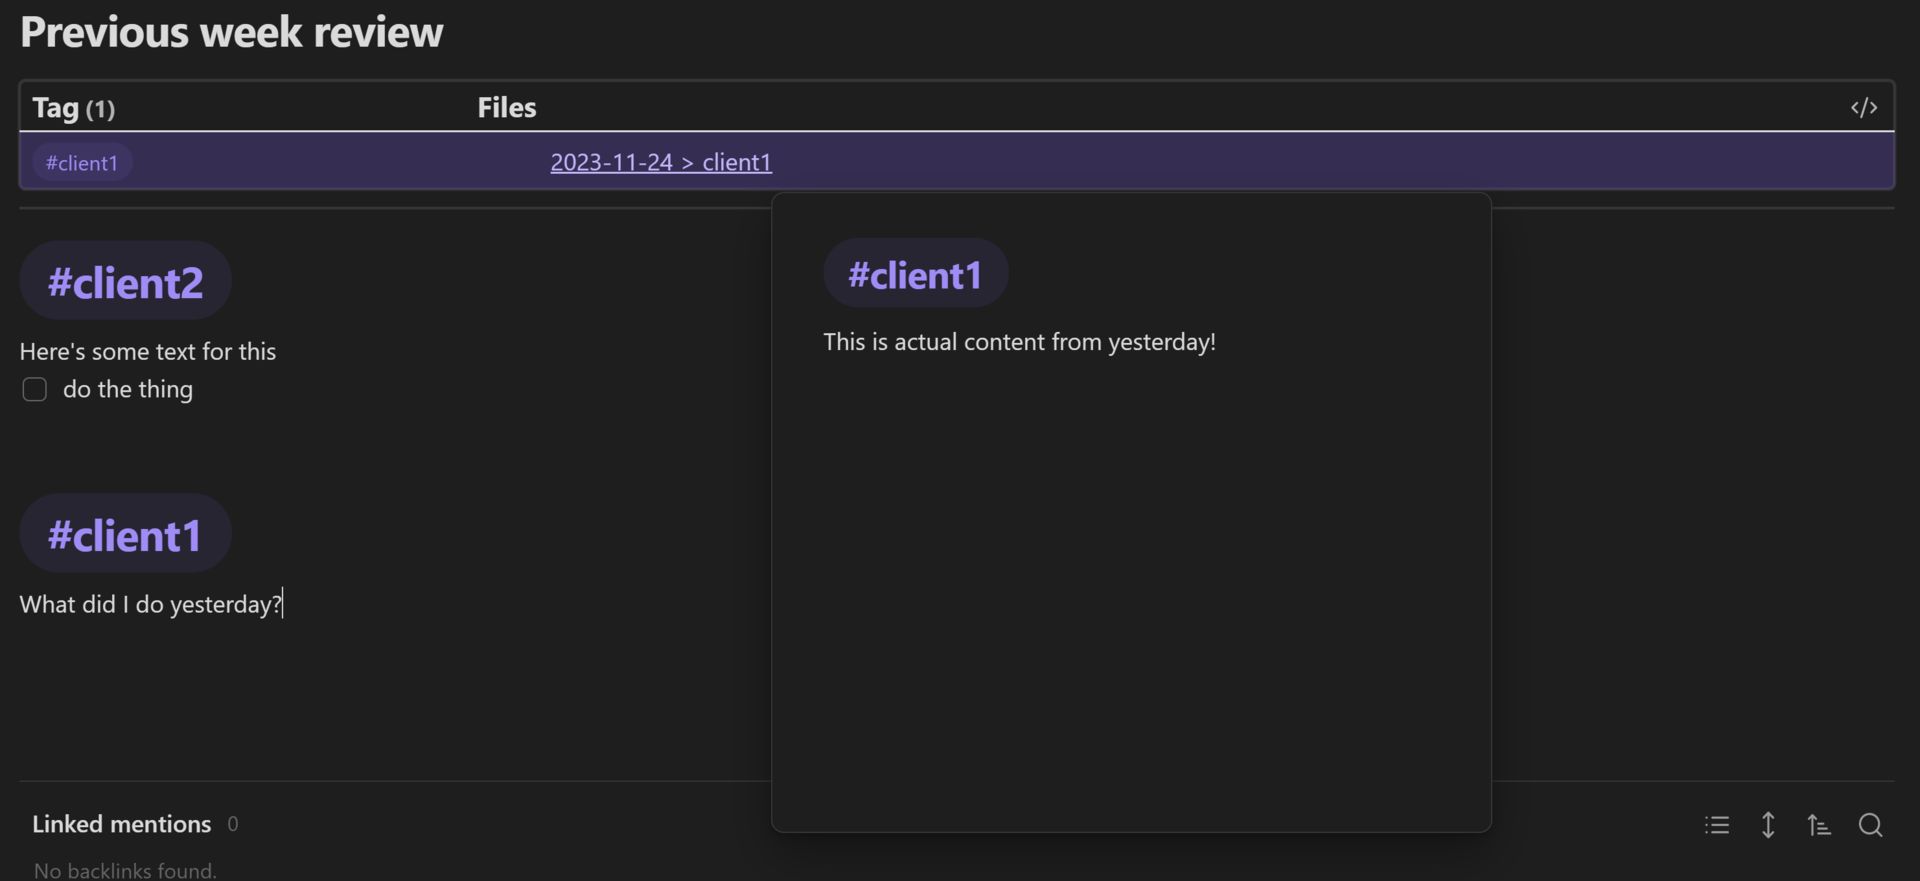 Previous week review
Tag (1) Files </>
#client1 2023-11-24 > client1
#client2
Here's some text for this
do the thing
#client1
What did I do yesterday?
#client1
This is actual content from yesterday!
Linked mentions 0
No backlinks found.